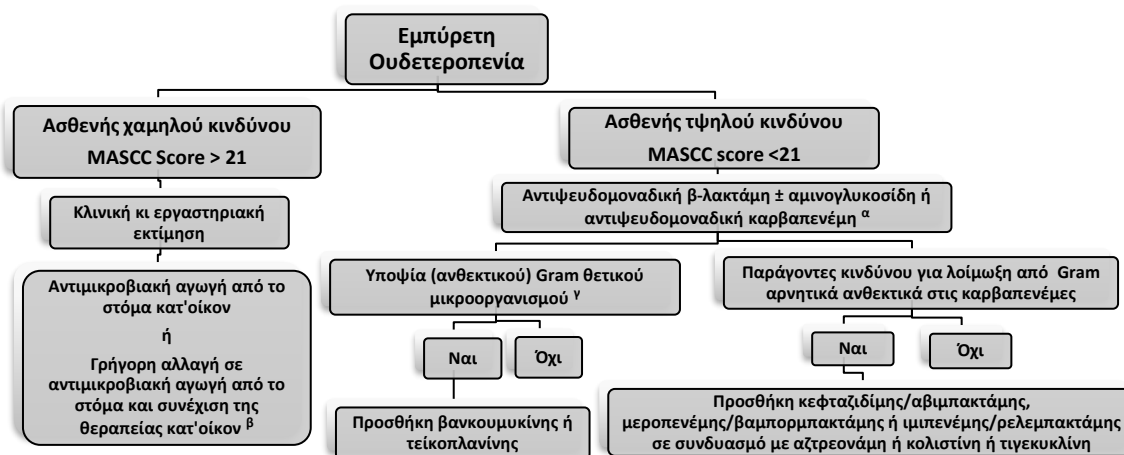 Εμπύρετη
Ουδετεροπενία
Ασθενής χαμηλού κινδύνου
MASCC Score > 21
Κλινική κι εργαστηριακή
εκτίμηση
Αντιμικροβιακή αγωγή από το
στόμα κατ'οίκον
ή
Γρήγορη αλλαγή σε
αντιμικροβιακή αγωγή από το
στόμα και συνέχιση της
θεραπείας κατ'οίκον β
Ασθενής τψηλού κινδύνου
MASCC score <21
Αντιψευδομοναδική β-λακτάμη ± αμινογλυκοσίδη ή
αντιψευδομοναδική καρβαπενέμη α
Υποψία (ανθεκτικού) Gram θετικού
μικροοργανισμού γ
Ναι
Όχι
Προσθήκη βανκουμυκίνης ή
τείκοπλανίνης
Παράγοντες κινδύνου για λοίμωξη από Gram
αρνητικά ανθεκτικά στις καρβαπενέμες
Ναι
Όχι
Προσθήκη κεφταζιδίμης/αβιμπακτάμης,
μεροπενέμης/βαμπορμπακτάμης ή ιμιπενέμης/ρελεμπακτάμης
σε συνδυασμό με αζτρεονάμη ή κολιστίνη ή τιγεκυκλίνη